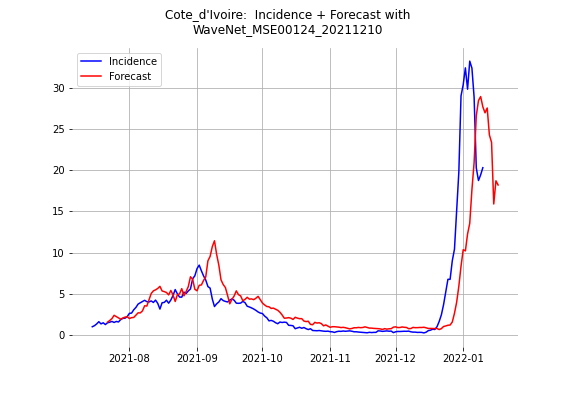 Cote_d'Ivoire:  Incidence + Forecast with
WaveNet_MSE00124_20211210
Incidence
Forecast
30
25
20
15
10
5
0
2021-08 2021-09 2021-10 2021-11 2021-12 2022-01